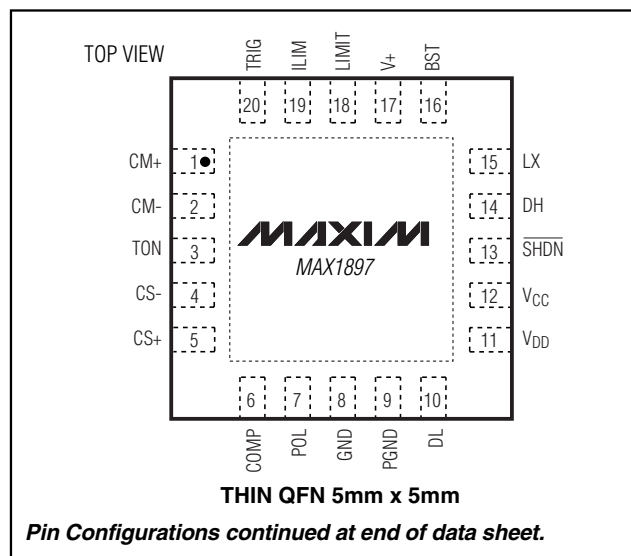 TOP VIEW
TRIG
ILIM
LIMIT
V+
BST
20
19
18
17
16
CM+ 1
CM- 2
TON 3
CS- 4
CS+ 5
15 LX
14 DH
13 SHDN
12 VCC
11 VDD
MAXIM
MAX1897
6
7
8
9
10
COMP
POL
GND
PGND
DL
THIN QFN 5mm x 5mm
Pin Configurations continued at end of data sheet.